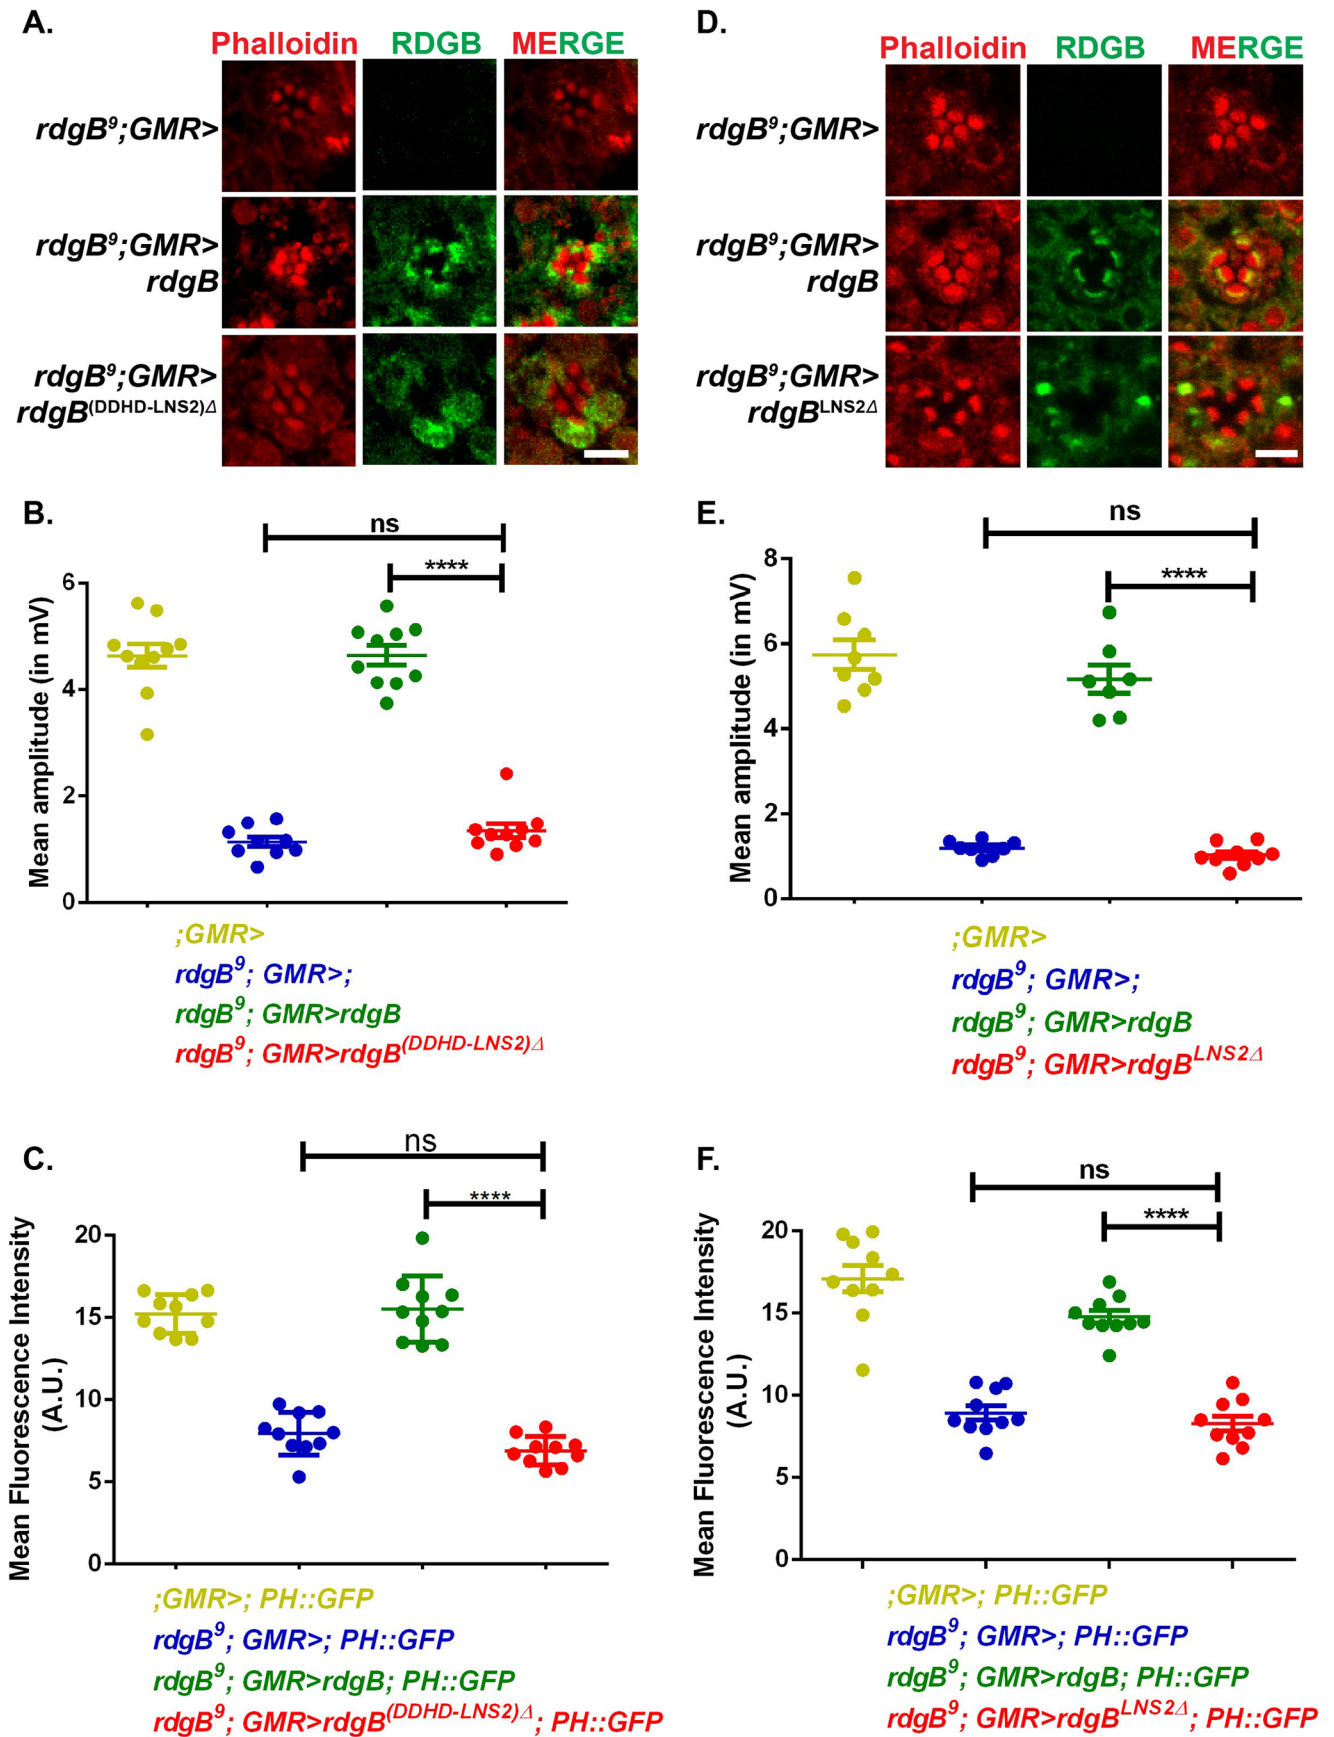 A.
Phalloidin RDGB MERGE
rdgB⁹;GMR>
rdgB⁹;GMR>
rdgB
rdgB⁹;GMR>
rdgB(DDHD-LNS2)Δ
D.
Phalloidin RDGB MERGE
rdgB⁹;GMR>
rdgB⁹;GMR>
rdgB
rdgB⁹;GMR>
rdgBLNS2Δ
B.
ns
****
Mean amplitude (in mV)
6
4
2
0
;GMR>
rdgB⁹; GMR>;
rdgB⁹; GMR>rdgB
rdgB⁹; GMR>rdgB(DDHD-LNS2)Δ
E.
ns
****
Mean amplitude (in mV)
8
6
4
2
0
;GMR>
rdgB⁹; GMR>;
rdgB⁹; GMR>rdgB
rdgB⁹; GMR>rdgBLNS2Δ
C.
ns
****
Mean Fluorescence Intensity
(A.U.)
20
15
10
5
0
;GMR>; PH::GFP
rdgB⁹; GMR>; PH::GFP
rdgB⁹; GMR>rdgB; PH::GFP
rdgB⁹; GMR>rdgB(DDHD-LNS2)Δ; PH::GFP
F.
ns
****
Mean Fluorescence Intensity
(A.U.)
20
15
10
5
0
;GMR>; PH::GFP
rdgB⁹; GMR>; PH::GFP
rdgB⁹; GMR>rdgB; PH::GFP
rdgB⁹; GMR>rdgBLNS2Δ; PH::GFP